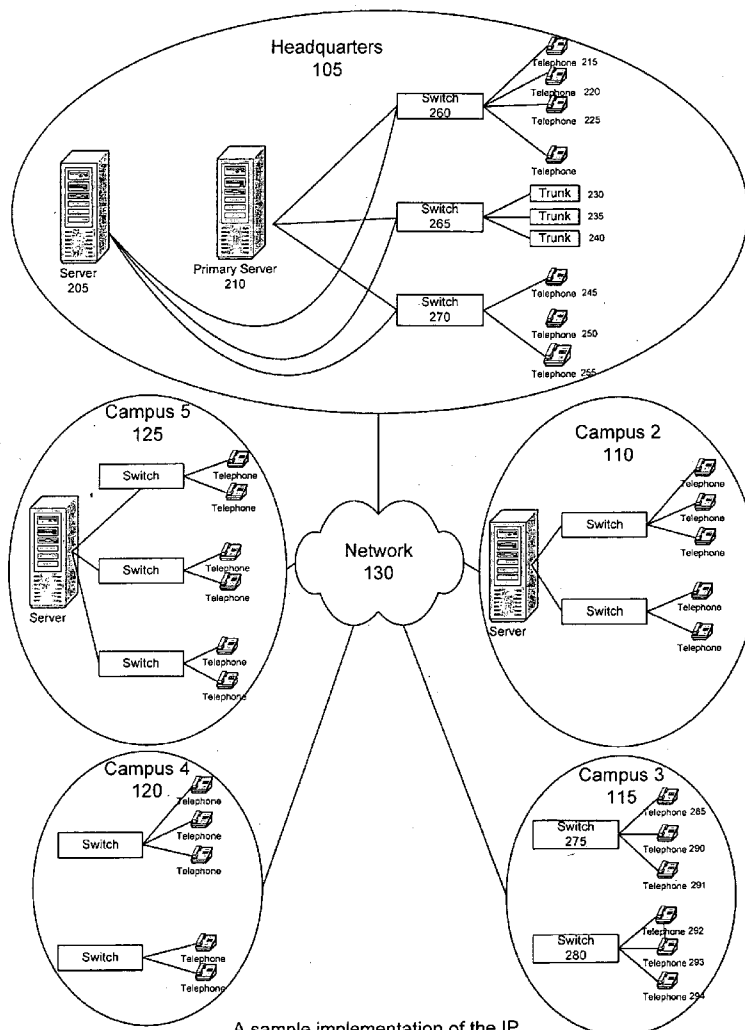 Headquarters
105
Telephone 215
Telephone 220
Telephone 225
Telephone
Switch
260
Trunk 230
Trunk 235
Trunk 240
Switch
265
Server
205
Primary Server
210
Telephone 245
Telephone 250
Telephone 255
Switch
270
Campus 5
125
Switch
Telephone
Telephone
Switch
Telephone
Telephone
Server
Switch
Telephone
Telephone
Network
130
Campus 2
110
Telephone
Telephone
Telephone
Switch
Telephone
Telephone
Switch
Server
Campus 4
120
Telephone
Telephone
Telephone
Switch
Telephone
Telephone
Switch
Campus 3
115
Telephone 285
Switch
275
Telephone 290
Telephone 291
Telephone 292
Switch
280
Telephone 293
Telephone 294
A sample implementation of the IP